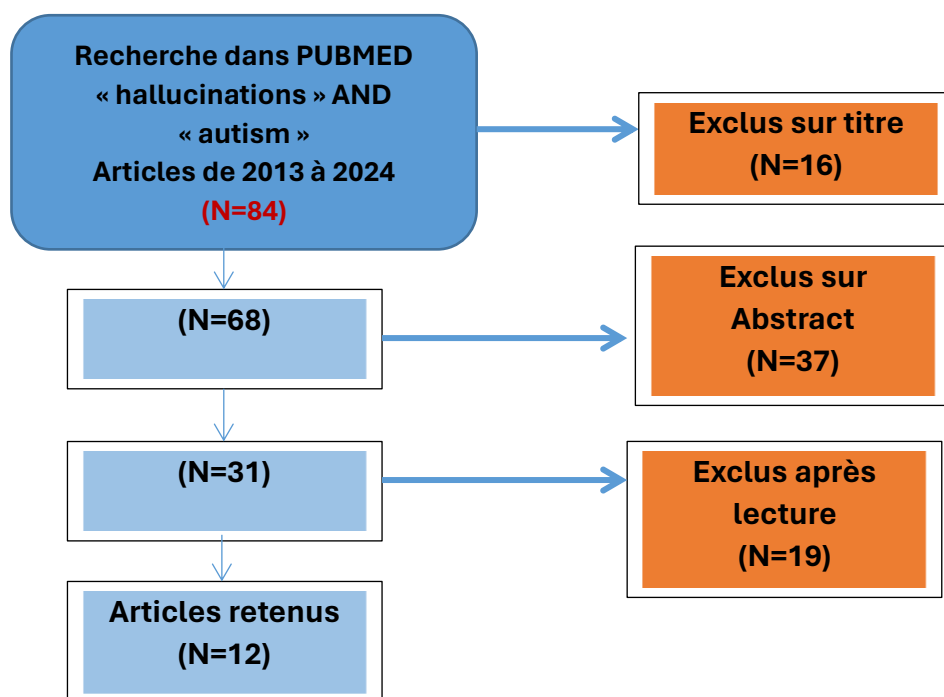 Recherche dans PUBMED
« hallucinations » AND
« autism »
Articles de 2013 à 2024
(N=84)
Exclus sur titre
(N=16)
(N=68)
Exclus sur
Abstract
(N=37)
(N=31)
Exclus après
lecture
(N=19)
Articles retenus
(N=12)